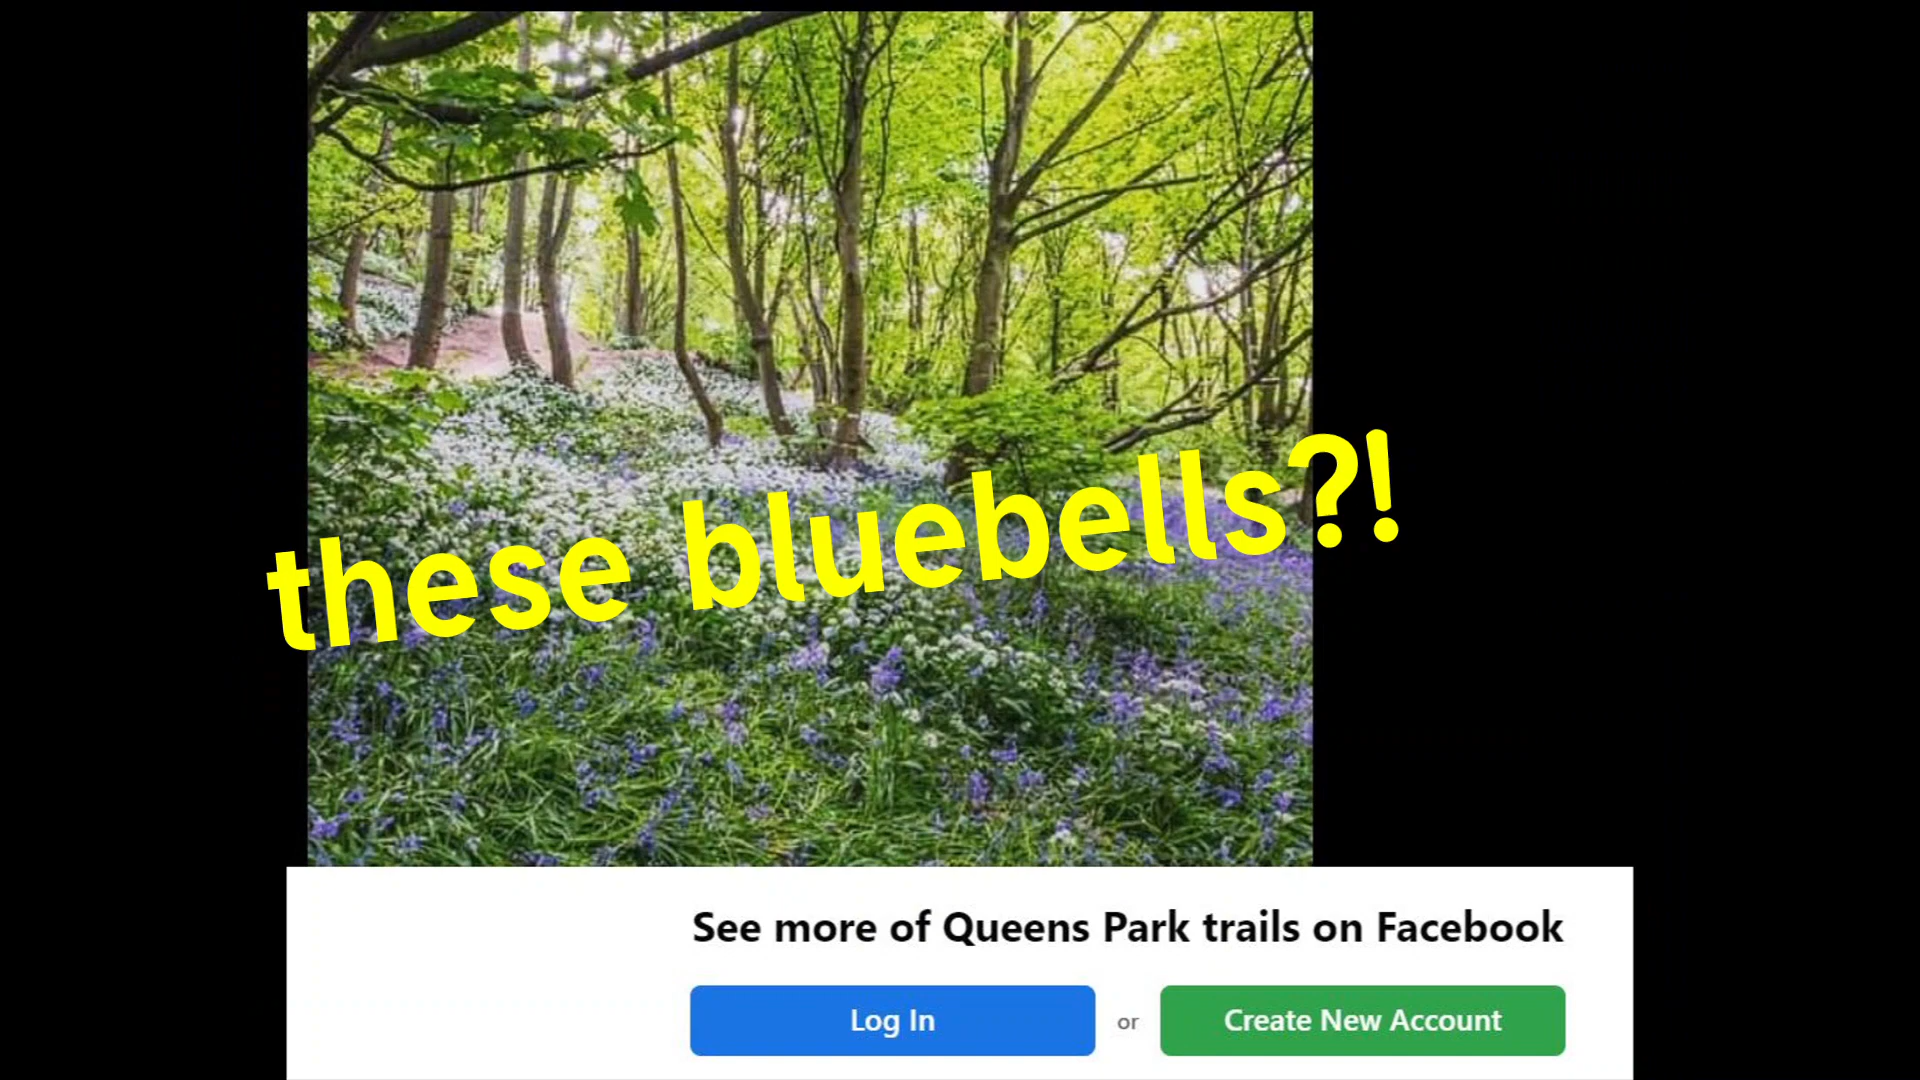 these bluebells?!
See more of Queens Park trails on Facebook
Log In
or
Create New Account